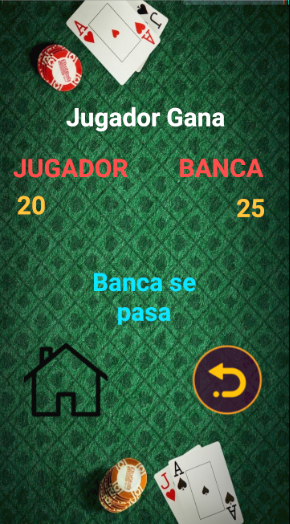 Jugador Gana
JUGADOR BANCA
20 25
Banca se
pasa
J
A
A
J
A